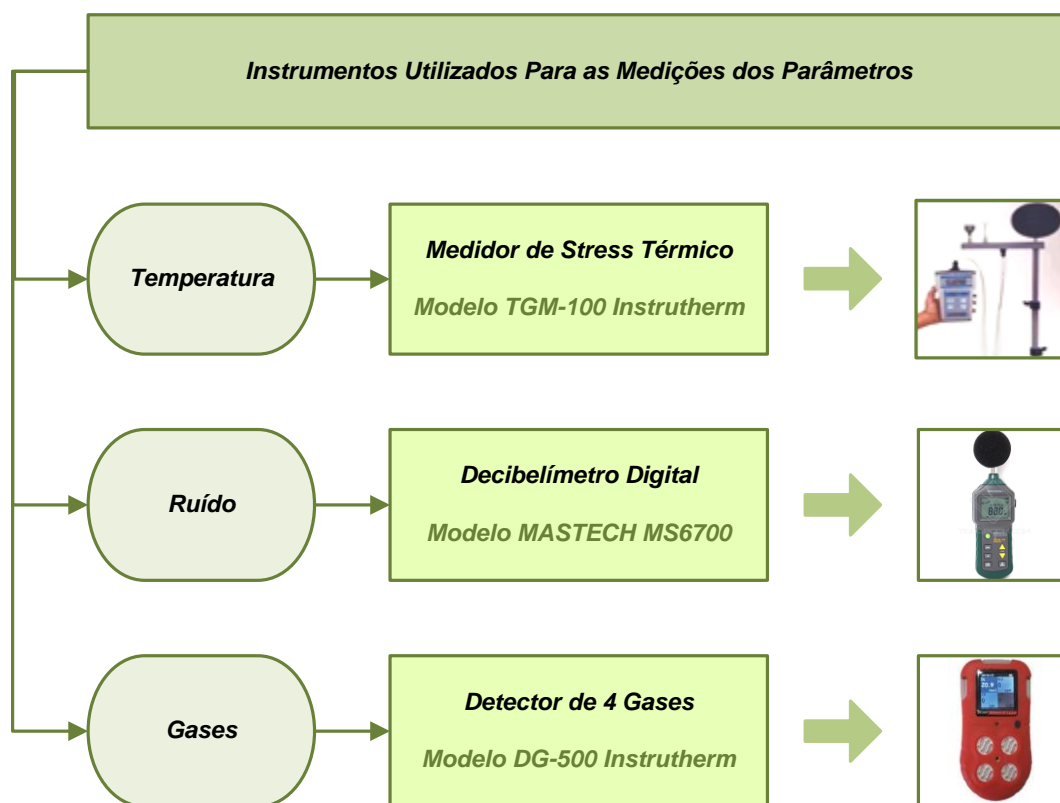 Instrumentos Utilizados Para as Medições dos Parâmetros
Temperatura
Medidor de Stress Térmico
Modelo TGM-100 Instrutherm
Ruído
Decibelímetro Digital
Modelo MASTECH MS6700
Gases
Detector de 4 Gases
Modelo DG-500 Instrutherm